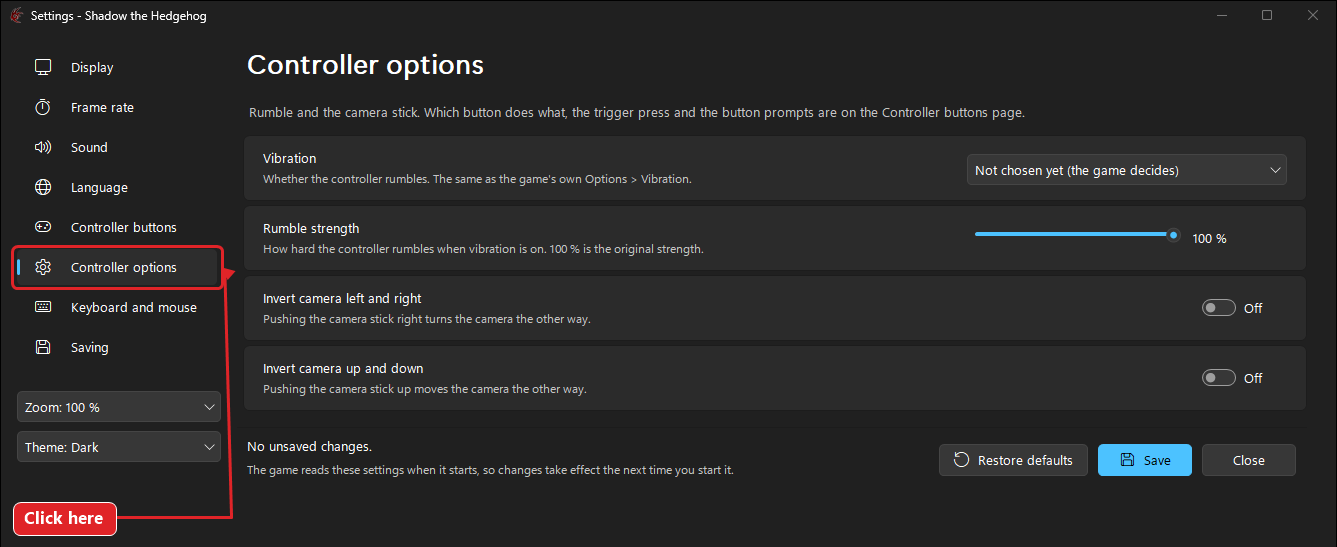 Settings - Shadow the Hedgehog
Display
Frame rate
Sound
Language
Controller buttons
Controller options
Keyboard and mouse
Saving
Zoom: 100 %
Theme: Dark
Click here
Controller options
Rumble and the camera stick. Which button does what, the trigger press and the button prompts are on the Controller buttons page.
Vibration
Whether the controller rumbles. The same as the game's own Options > Vibration.
Not chosen yet (the game decides)
Rumble strength
How hard the controller rumbles when vibration is on. 100 % is the original strength.
100 %
Invert camera left and right
Pushing the camera stick right turns the camera the other way.
Off
Invert camera up and down
Pushing the camera stick up moves the camera the other way.
Off
No unsaved changes.
The game reads these settings when it starts, so changes take effect the next time you start it.
Restore defaults
Save
Close